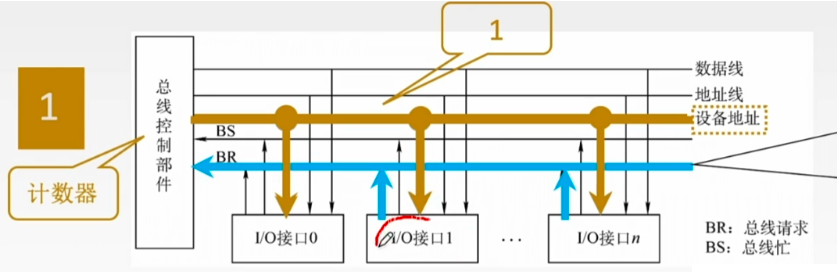 1
1
总线控制部件
计数器
数据线
地址线
设备地址
BS
BR
I/O接口0
I/O接口1
...
I/O接口n
BR：总线请求
BS：总线忙